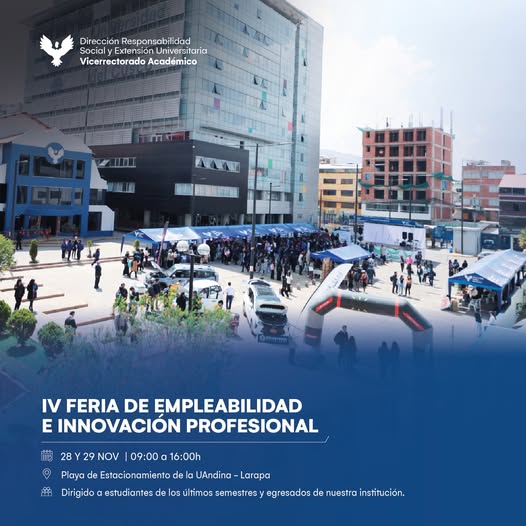 Dirección Responsabilidad
Social y Extensión Universitaria
Vicerrectorado Académico
IV FERIA DE EMPLEABILIDAD
E INNOVACIÓN PROFESIONAL
28 Y 29 NOV | 09:00 a 16:00h
Playa de Estacionamiento de la UAndina - Larapa
Dirigido a estudiantes de los últimos semestres y egresados de nuestra institución.